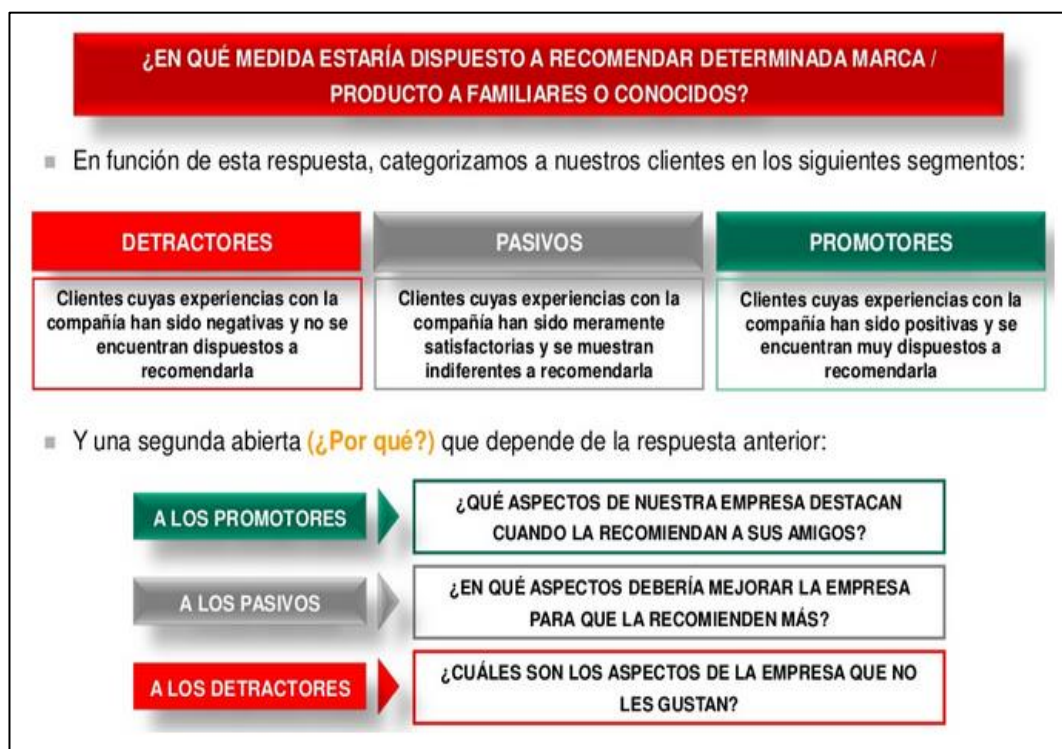 ¿EN QUÉ MEDIDA ESTARÍA DISPUESTO A RECOMENDAR DETERMINADA MARCA /
PRODUCTO A FAMILIARES O CONOCIDOS?
En función de esta respuesta, categorizamos a nuestros clientes en los siguientes segmentos:
DETRACTORES
Clientes cuyas experiencias con la
compañía han sido negativas y no se
encuentran dispuestos a
recomendarla
PASIVOS
Clientes cuyas experiencias con la
compañía han sido meramente
satisfactorias y se muestran
indiferentes a recomendarla
PROMOTORES
Clientes cuyas experiencias con la
compañía han sido positivas y se
encuentran muy dispuestos a
recomendarla
Y una segunda abierta (¿Por qué?) que depende de la respuesta anterior:
A LOS PROMOTORES
¿QUÉ ASPECTOS DE NUESTRA EMPRESA DESTACAN
CUANDO LA RECOMIENDAN A SUS AMIGOS?
A LOS PASIVOS
¿EN QUÉ ASPECTOS DEBERÍA MEJORAR LA EMPRESA
PARA QUE LA RECOMIENDEN MÁS?
A LOS DETRACTORES
¿CUÁLES SON LOS ASPECTOS DE LA EMPRESA QUE NO
LES GUSTAN?